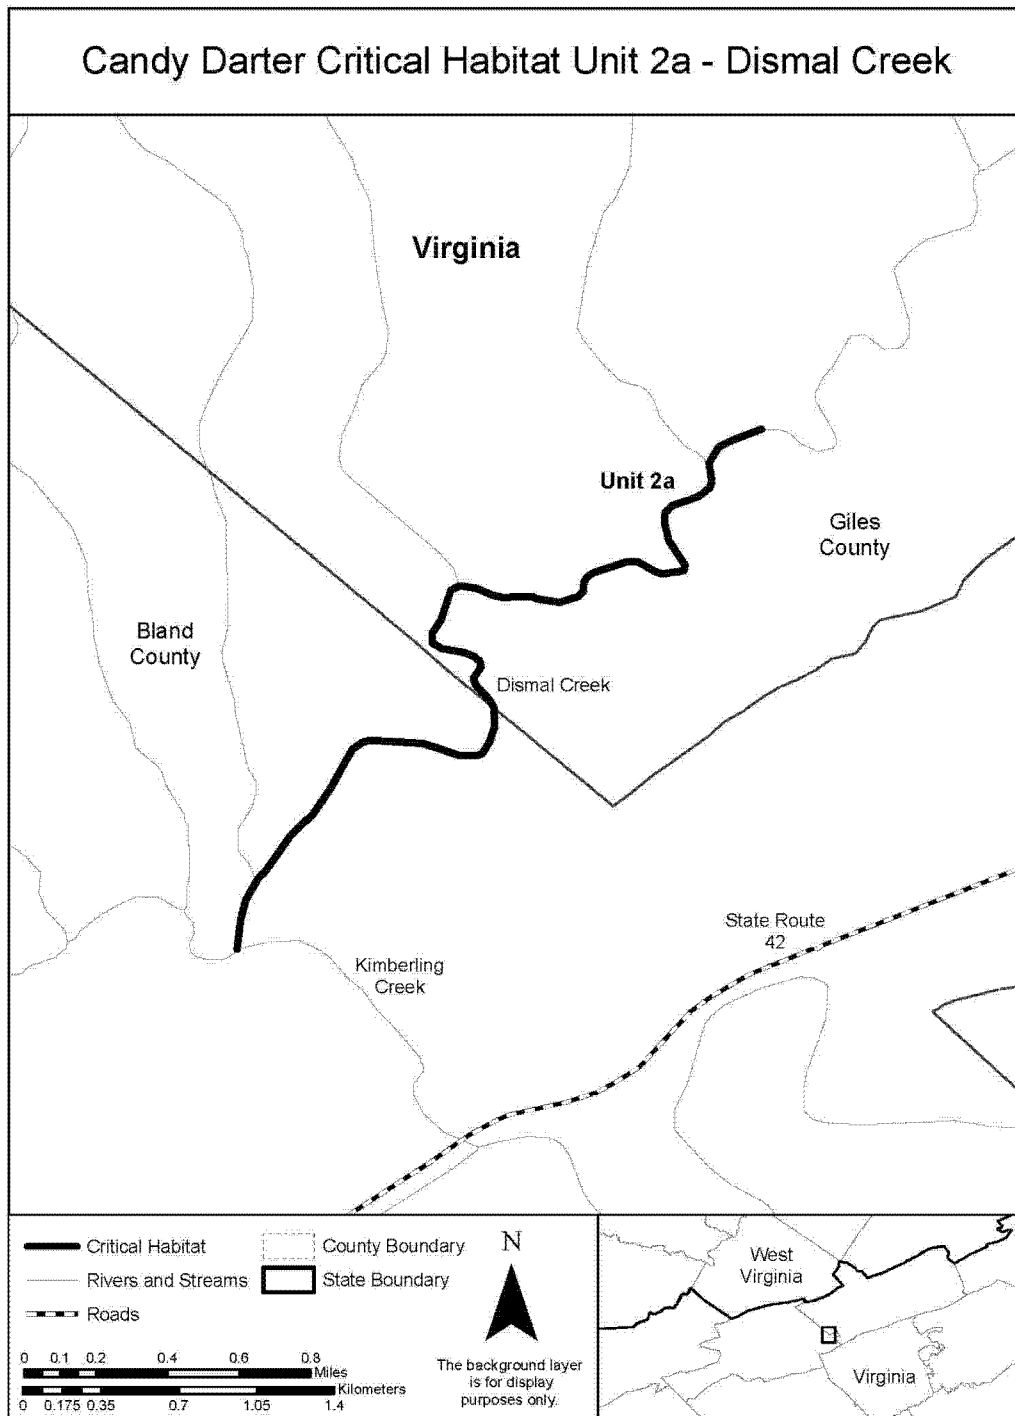 Candy Darter Critical Habitat Unit 2a - Dismal Creek
Virginia
Unit 2a
Giles
County
Bland
County
Dismal Creek
State Route
42
Kimberling
Creek
Critical Habitat
County Boundary
Rivers and Streams
State Boundary
Roads
N
0 0.1 0.2 0.4 0.6 0.8
Miles
Kilometers
0 0.175 0.35 0.7 1.05 1.4
The background layer
is for display
purposes only.
West
Virginia
Virginia